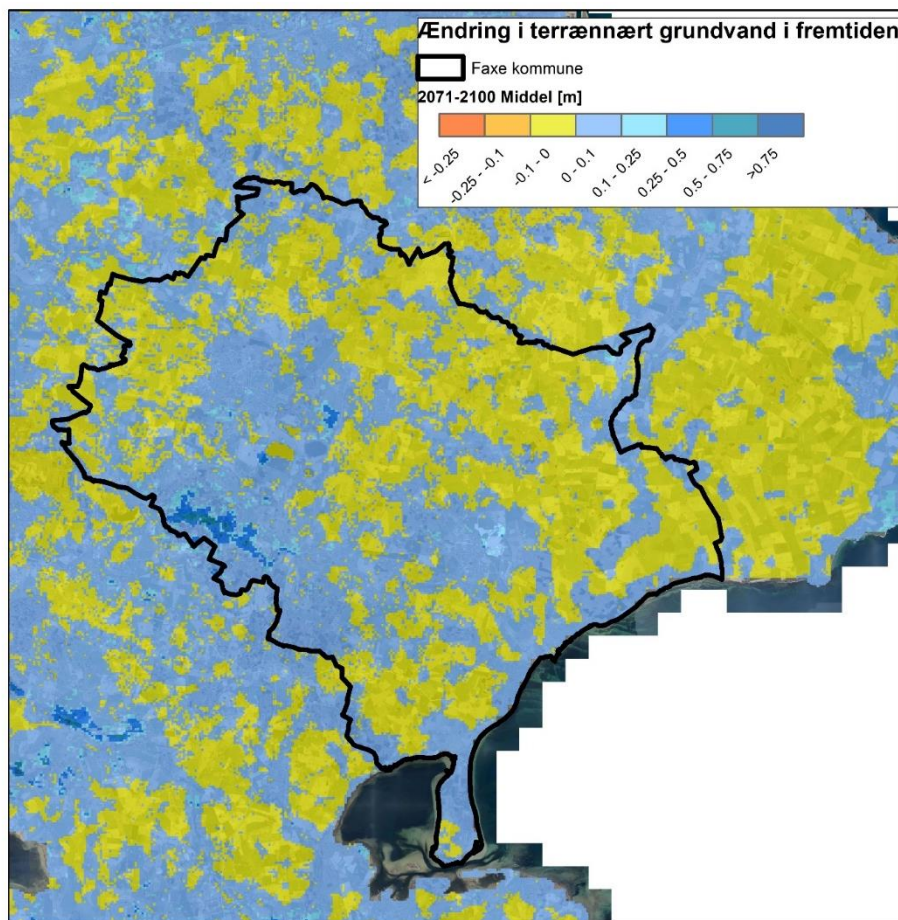 Ændring i terrænnært grundvand i fremtiden
Faxe kommune
2071-2100 Middel [m]
< -0.25
-0.25 - -0.1
-0.1 - 0
0 - 0.1
0.1 - 0.25
0.25 - 0.5
0.5 - 0.75
>0.75